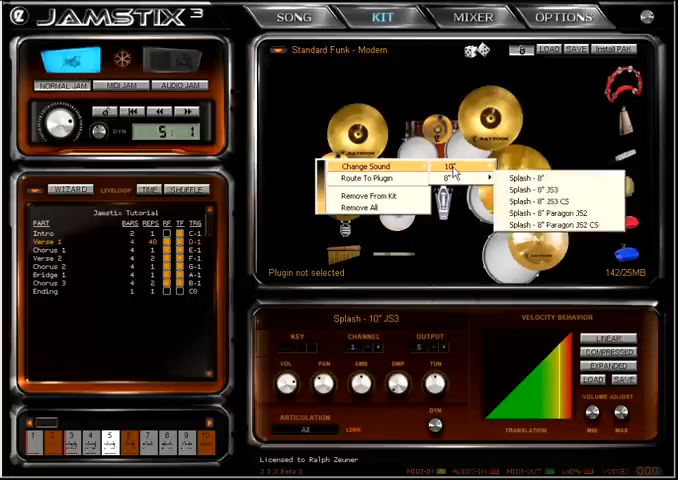 JAMSTIX 3
SONG KIT MIXER OPTIONS
Standard Funk - Modern
LOAD SAVE Install PAK
NORMAL JAM MIDI JAM AUDIO JAM
DYN 5: 1
Change Sound 10"
Route To Plugin 8"
Remove From Kit
Remove All
Splash - 8"
Splash - 8" JS3
Splash - 8" JS3 CS
Splash - 8" Paragon JS2
Splash - 8" Paragon JS2 CS
WIZARD LIVELOOP TIME SHUFFLE
Jamstix Tutorial
PART BARS REPS RF TF TRG
Intro 2 1 C-1
Verse 1 4 40 D-1
Chorus 1 4 1 E-1
Verse 2 4 2 F-1
Chorus 2 4 1 G-1
Bridge 1 4 1 A-1
Chorus 3 4 2 B-1
Ending 1 1 C0
Plugin not selected 142/25MB
Splash - 10" JS3
KEY CHANNEL OUTPUT
1 - + 5 - +
VOL PAN AMB DMP TUN
ARTICULATION
All LINK
DYN
VELOCITY BEHAVIOR
LINEAR
COMPRESSED
EXPANDED
LOAD SAVE
VOLUME ADJUST
MIN MAX
TRANSLATION
1 2 3 4 5 6 7 8 9 10
Licensed to Ralph Zeuner
MIDI-IN AUDIO-IN MIDI-OUT LOAD VOICES 000